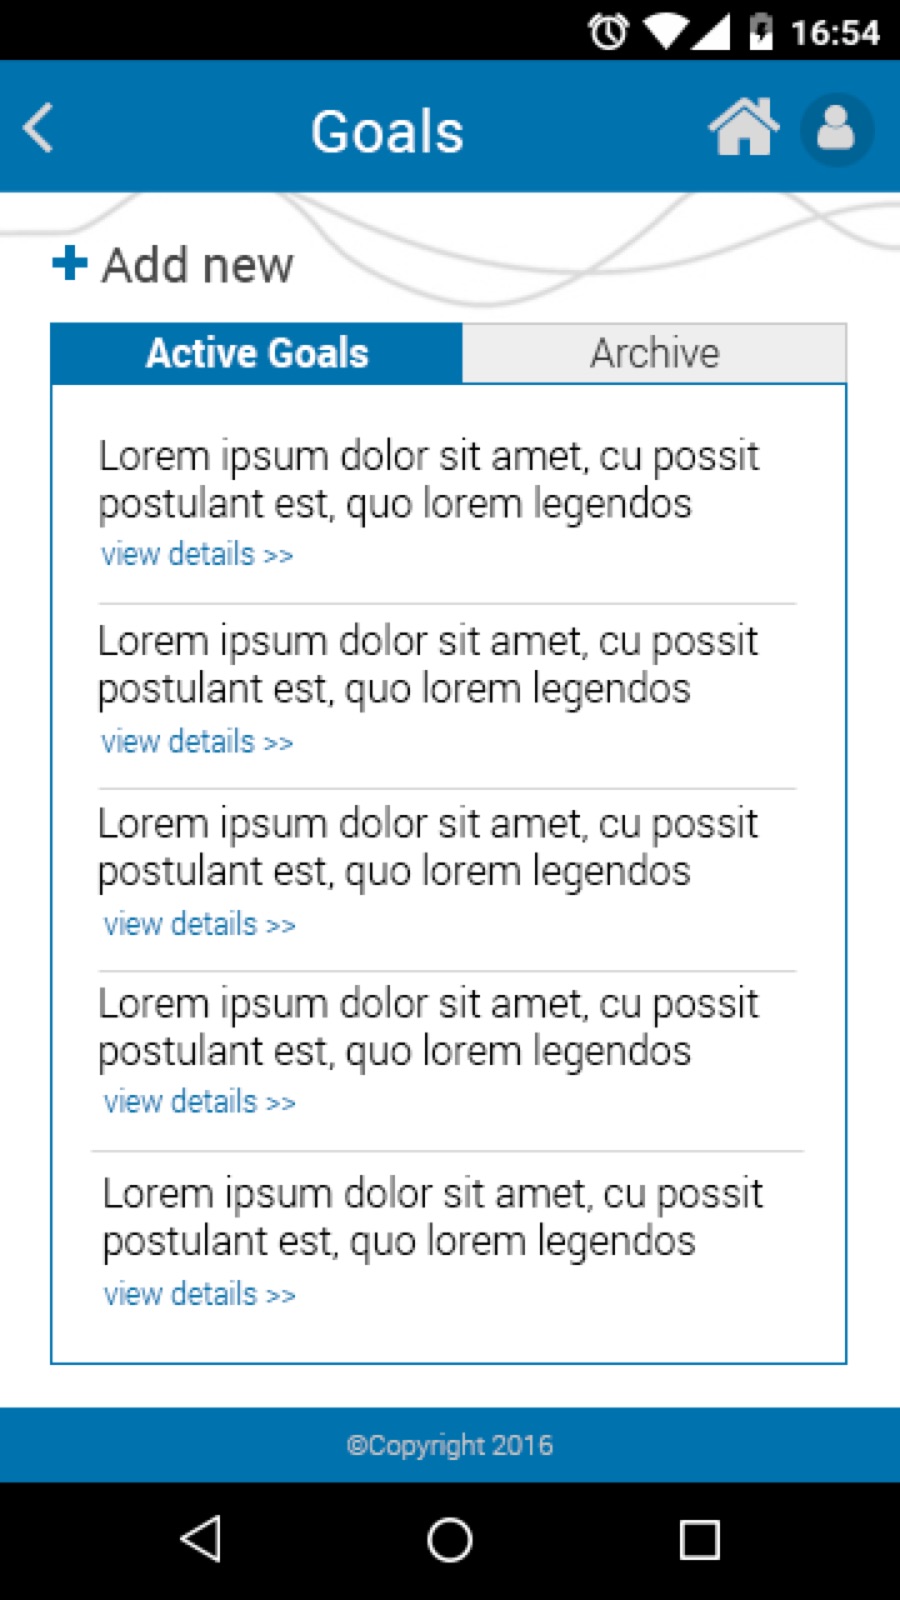 16:54
Goals
Add new
Active Goals
Archive
Lorem ipsum dolor sit amet, cu possit
postulant est, quo lorem legendos
view details >>
Lorem ipsum dolor sit amet, cu possit
postulant est, quo lorem legendos
view details >>
Lorem ipsum dolor sit amet, cu possit
postulant est, quo lorem legendos
view details >>
Lorem ipsum dolor sit amet, cu possit
postulant est, quo lorem legendos
view details >>
Lorem ipsum dolor sit amet, cu possit
postulant est, quo lorem legendos
view details >>
©Copyright 2016